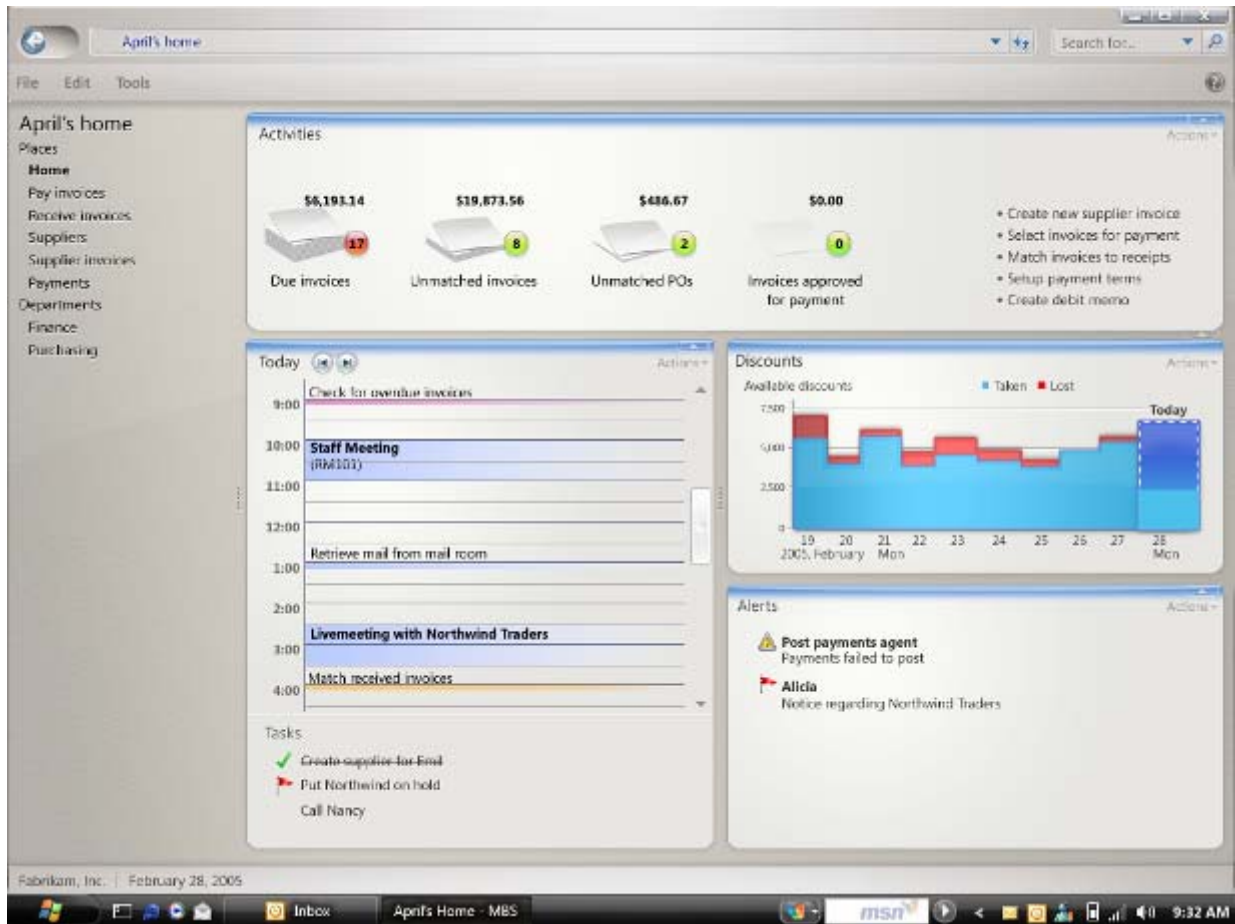 April's home
Search for...
File Edit Tools
April's home
Places
Home
Pay invoices
Receive invoices
Suppliers
Supplier invoices
Payments
Departments
Finance
Purchasing
Activities
Actions
$6,193.14 $19,873.56 $486.67 $0.00
17 8 2 0
Due invoices Unmatched invoices Unmatched POs Invoices approved
for payment
• Create new supplier invoice
• Select invoices for payment
• Match invoices to receipts
• Setup payment terms
• Create debit memo
Today
Actions
Check for overdue invoices
9:00
10:00 Staff Meeting
(RM101)
11:00
12:00
Retrieve mail from mail room
1:00
2:00
Livemeeting with Northwind Traders
3:00
Match received invoices
4:00
Tasks
Create supplier for Emil
Put Northwind on hold
Call Nancy
Discounts
Actions
Available discounts Taken Lost
7,500
5,000
2,500
0
Today
19 20 21 22 23 24 25 26 27 28
2005, February Mon Mon
Alerts
Actions
Post payments agent
Payments failed to post
Alicia
Notice regarding Northwind Traders
Fabrikam, Inc. | February 28, 2005
Inbox April's Home - MBS msn 9:32 AM